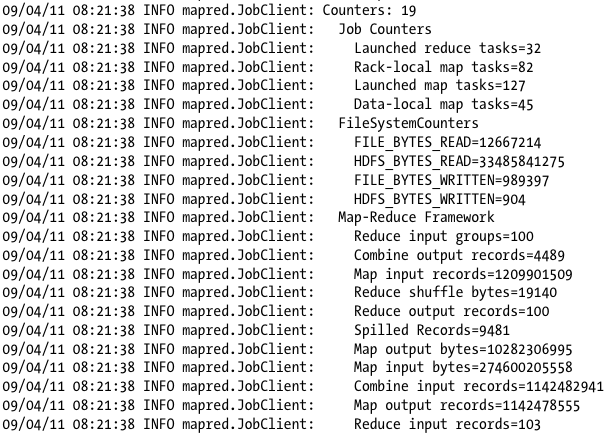 09/04/11 08:21:38 INFO mapred.JobClient: Counters: 19
09/04/11 08:21:38 INFO mapred.JobClient:   Job Counters
09/04/11 08:21:38 INFO mapred.JobClient:     Launched reduce tasks=32
09/04/11 08:21:38 INFO mapred.JobClient:     Rack-local map tasks=82
09/04/11 08:21:38 INFO mapred.JobClient:     Launched map tasks=127
09/04/11 08:21:38 INFO mapred.JobClient:     Data-local map tasks=45
09/04/11 08:21:38 INFO mapred.JobClient:   FileSystemCounters
09/04/11 08:21:38 INFO mapred.JobClient:     FILE_BYTES_READ=12667214
09/04/11 08:21:38 INFO mapred.JobClient:     HDFS_BYTES_READ=33485841275
09/04/11 08:21:38 INFO mapred.JobClient:     FILE_BYTES_WRITTEN=989397
09/04/11 08:21:38 INFO mapred.JobClient:     HDFS_BYTES_WRITTEN=904
09/04/11 08:21:38 INFO mapred.JobClient:   Map-Reduce Framework
09/04/11 08:21:38 INFO mapred.JobClient:     Reduce input groups=100
09/04/11 08:21:38 INFO mapred.JobClient:     Combine output records=4489
09/04/11 08:21:38 INFO mapred.JobClient:     Map input records=1209901509
09/04/11 08:21:38 INFO mapred.JobClient:     Reduce shuffle bytes=19140
09/04/11 08:21:38 INFO mapred.JobClient:     Reduce output records=100
09/04/11 08:21:38 INFO mapred.JobClient:     Spilled Records=9481
09/04/11 08:21:38 INFO mapred.JobClient:     Map output bytes=10282306995
09/04/11 08:21:38 INFO mapred.JobClient:     Map input bytes=274600205558
09/04/11 08:21:38 INFO mapred.JobClient:     Combine input records=1142482941
09/04/11 08:21:38 INFO mapred.JobClient:     Map output records=1142478555
09/04/11 08:21:38 INFO mapred.JobClient:     Reduce input records=103